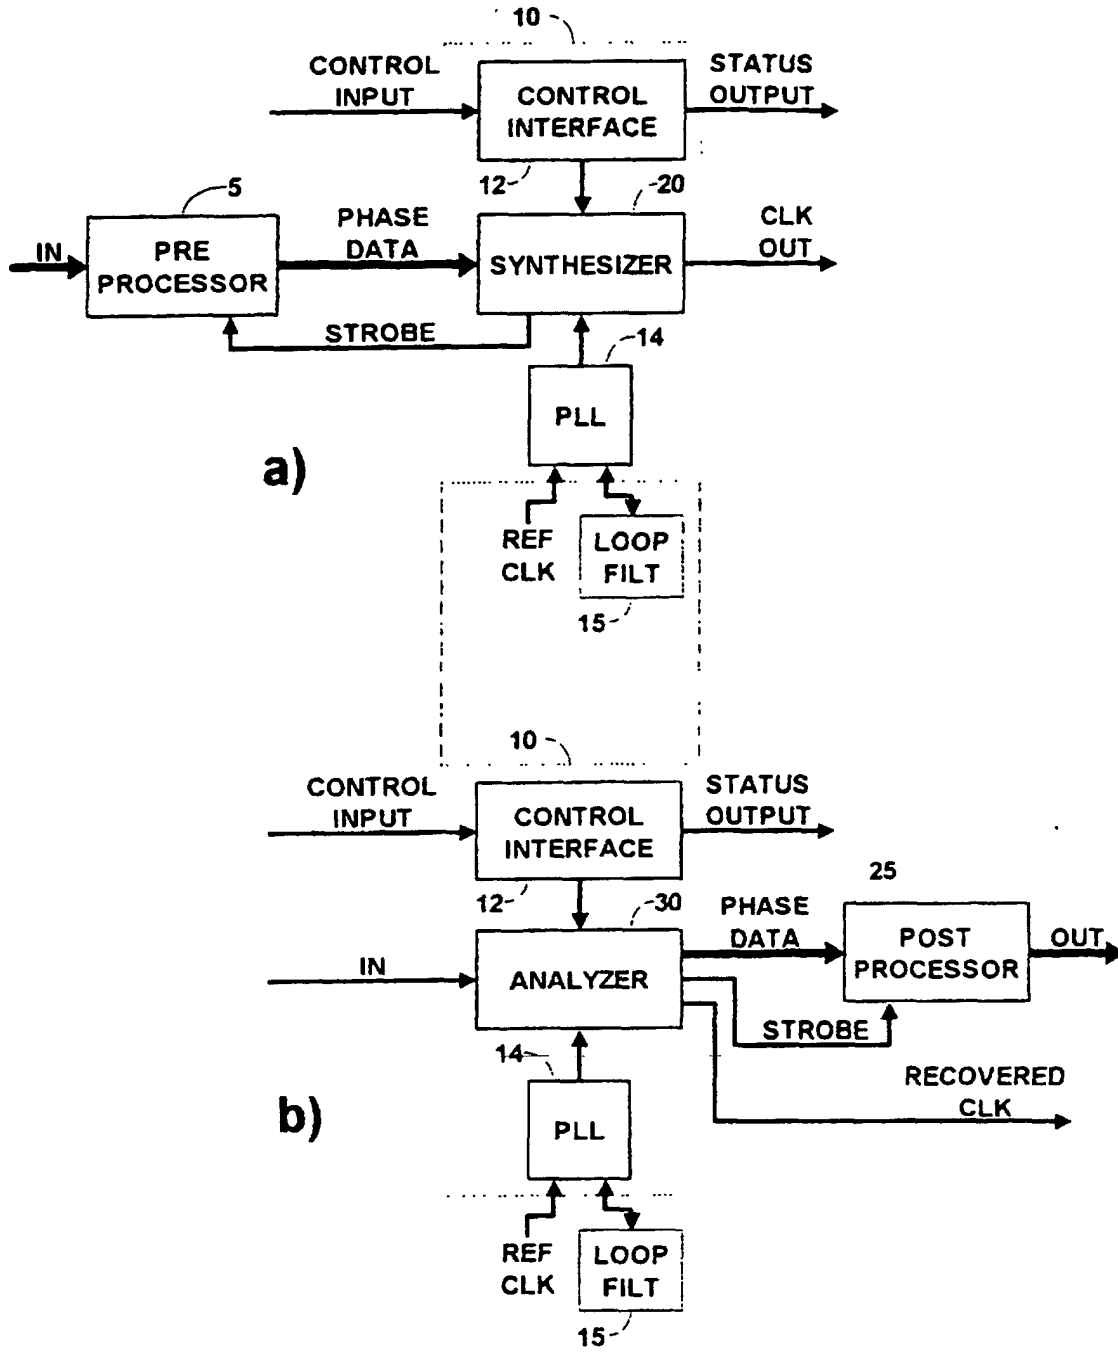 10
CONTROL
INPUT
CONTROL
INTERFACE
STATUS
OUTPUT
12
20
5
IN
PRE
PROCESSOR
PHASE
DATA
SYNTHESIZER
CLK
OUT
STROBE
14
PLL
a)
REF
CLK
LOOP
FILT
15
10
CONTROL
INPUT
CONTROL
INTERFACE
STATUS
OUTPUT
12
30
25
IN
ANALYZER
PHASE
DATA
POST
PROCESSOR
OUT
STROBE
14
RECOVERED
CLK
b)
PLL
REF
CLK
LOOP
FILT
15